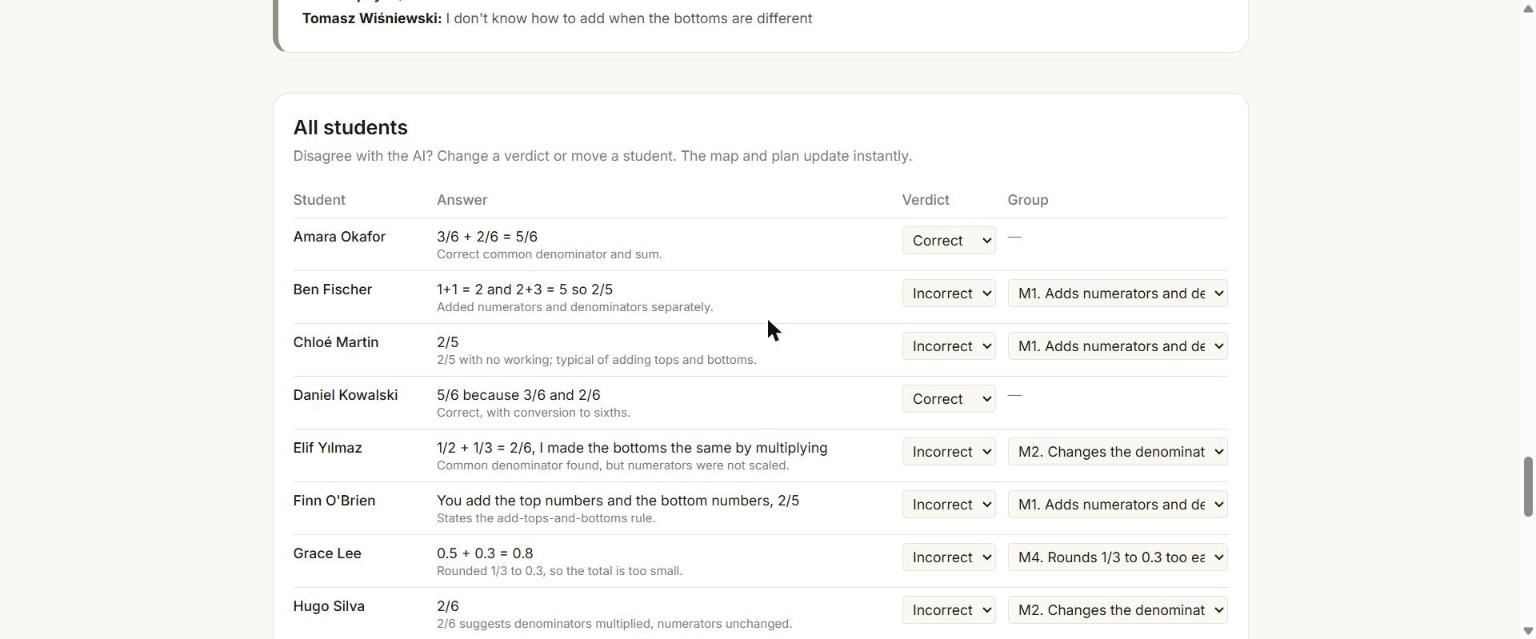 Tomasz Wiśniewski: I don't know how to add when the bottoms are different
All students
Disagree with the AI? Change a verdict or move a student. The map and plan update instantly.
Student Answer Verdict Group
Amara Okafor 3/6 + 2/6 = 5/6 Correct —
Correct common denominator and sum.
Ben Fischer 1+1 = 2 and 2+3 = 5 so 2/5 Incorrect M1. Adds numerators and de
Added numerators and denominators separately.
Chloé Martin 2/5 Incorrect M1. Adds numerators and de
2/5 with no working; typical of adding tops and bottoms.
Daniel Kowalski 5/6 because 3/6 and 2/6 Correct —
Correct, with conversion to sixths.
Elif Yılmaz 1/2 + 1/3 = 2/6, I made the bottoms the same by multiplying Incorrect M2. Changes the denominat
Common denominator found, but numerators were not scaled.
Finn O'Brien You add the top numbers and the bottom numbers, 2/5 Incorrect M1. Adds numerators and de
States the add-tops-and-bottoms rule.
Grace Lee 0.5 + 0.3 = 0.8 Incorrect M4. Rounds 1/3 to 0.3 too ea
Rounded 1/3 to 0.3, so the total is too small.
Hugo Silva 2/6 Incorrect M2. Changes the denominat
2/6 suggests denominators multiplied, numerators unchanged.